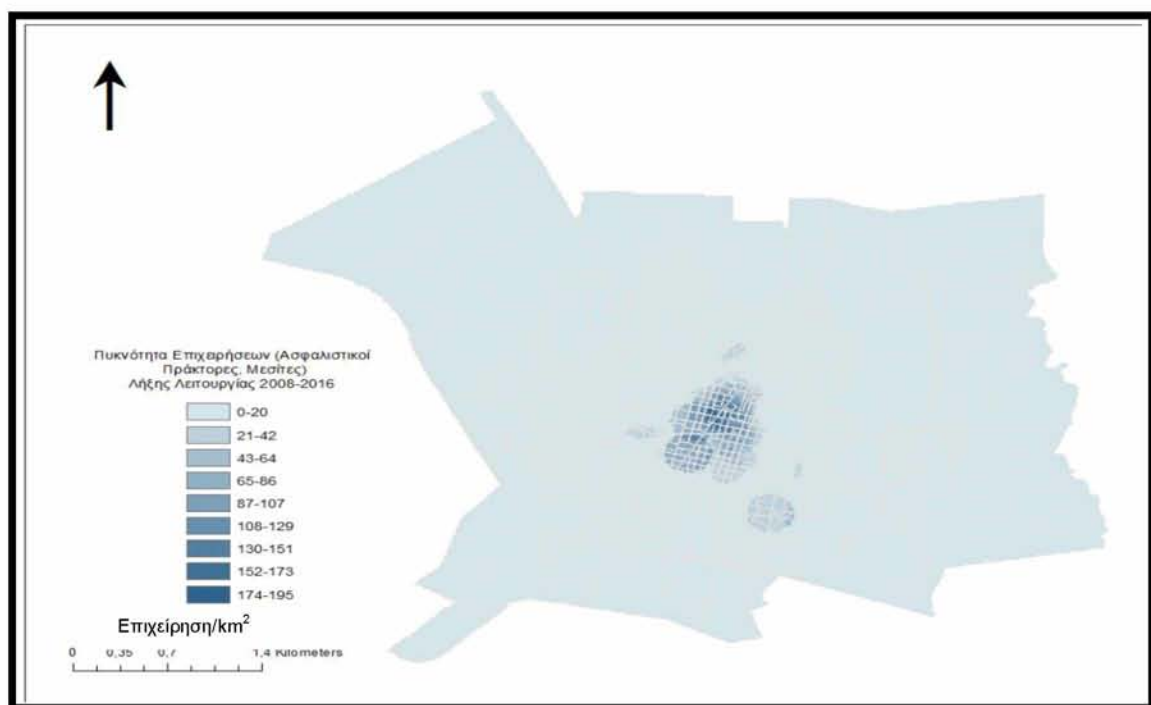 Πυκνότητα Επιχειρήσεων (Ασφαλιστικοί
Πράκτορες, Μεσίτες)
Λήξης Λειτουργίας 2008-2016
0-20
21-42
43-64
65-86
87-107
108-129
130-151
152-173
174-195
Επιχείρηση/km²
0 0,35 0,7 1,4 Kilometers